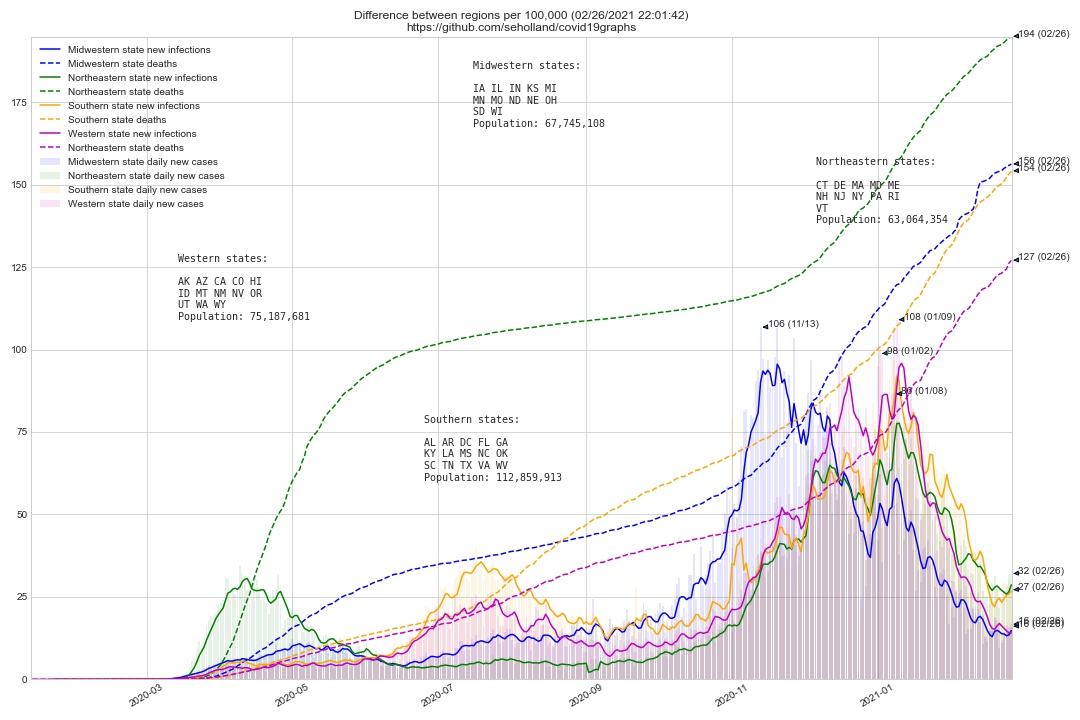 Difference between regions per 100,000 (02/26/2021 22:01:42)
https://github.com/seholland/covid19graphs
Midwestern state new infections
Midwestern state deaths
Northeastern state new infections
Northeastern state deaths
Southern state new infections
Southern state deaths
Western state new infections
Northeastern state deaths
Midwestern state daily new cases
Northeastern state daily new cases
Southern state daily new cases
Western state daily new cases
Midwestern states:
IA IL IN KS MI
MN MO ND NE OH
SD WI
Population: 67,745,108
Northeastern states:
CT DE MA MD ME
NH NJ NY PA RI
VT
Population: 63,064,354
Western states:
AK AZ CA CO HI
ID MT NM NV OR
UT WA WY
Population: 75,187,681
Southern states:
AL AR DC FL GA
KY LA MS NC OK
SC TN TX VA WV
Population: 112,859,913
194 (02/26)
156 (02/26)
154 (02/26)
127 (02/26)
106 (11/13)
108 (01/09)
98 (01/02)
86 (01/08)
32 (02/26)
27 (02/26)
16 (02/26)
175
150
125
100
75
50
25
0
2020-03
2020-05
2020-07
2020-09
2020-11
2021-01